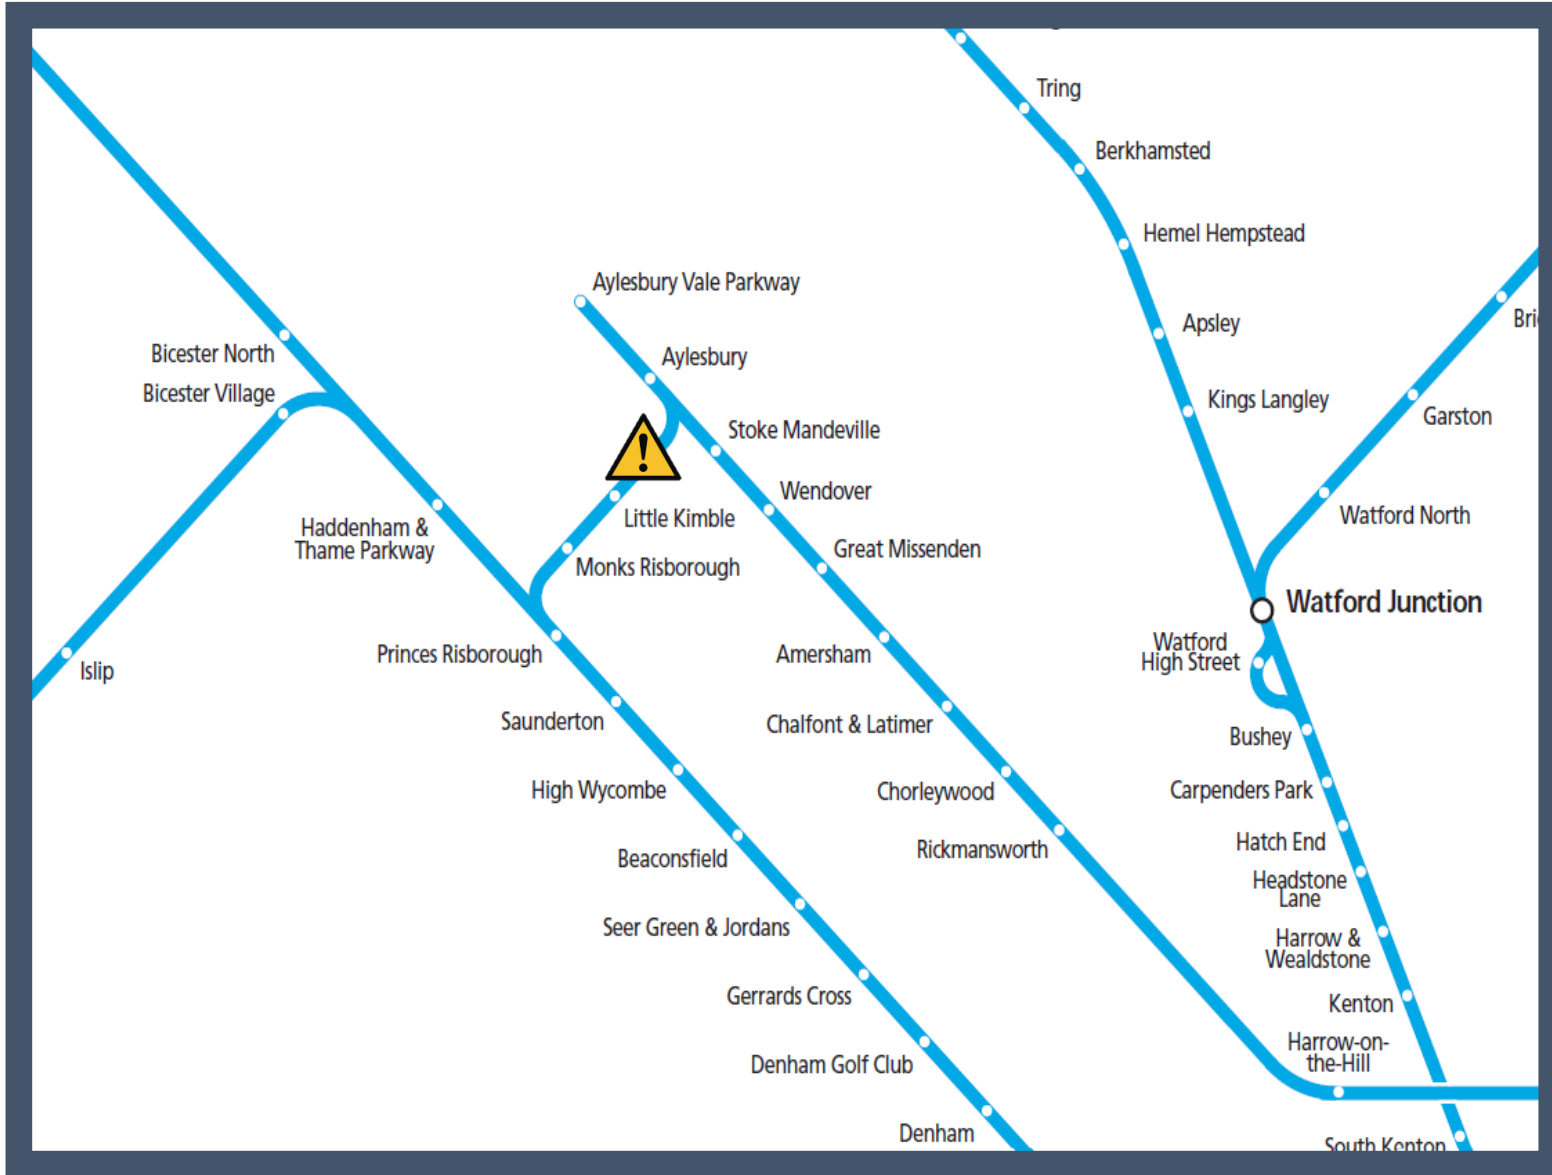 Tring
Berkhamsted
Hemel Hempstead
Aylesbury Vale Parkway
Apsley
Bicester North
Aylesbury
Bicester Village
Kings Langley
Garston
Stoke Mandeville
!
Wendover
Little Kimble
Watford North
Haddenham &
Thame Parkway
Great Missenden
Monks Risborough
Watford Junction
Watford
High Street
Princes Risborough
Amersham
Islip
Saunderton
Chalfont & Latimer
Bushey
High Wycombe
Chorleywood
Carpenders Park
Hatch End
Rickmansworth
Beaconsfield
Headstone
Lane
Seer Green & Jordans
Harrow &
Wealdstone
Gerrards Cross
Kenton
Harrow-on-
the-Hill
Denham Golf Club
Denham
South Kenton